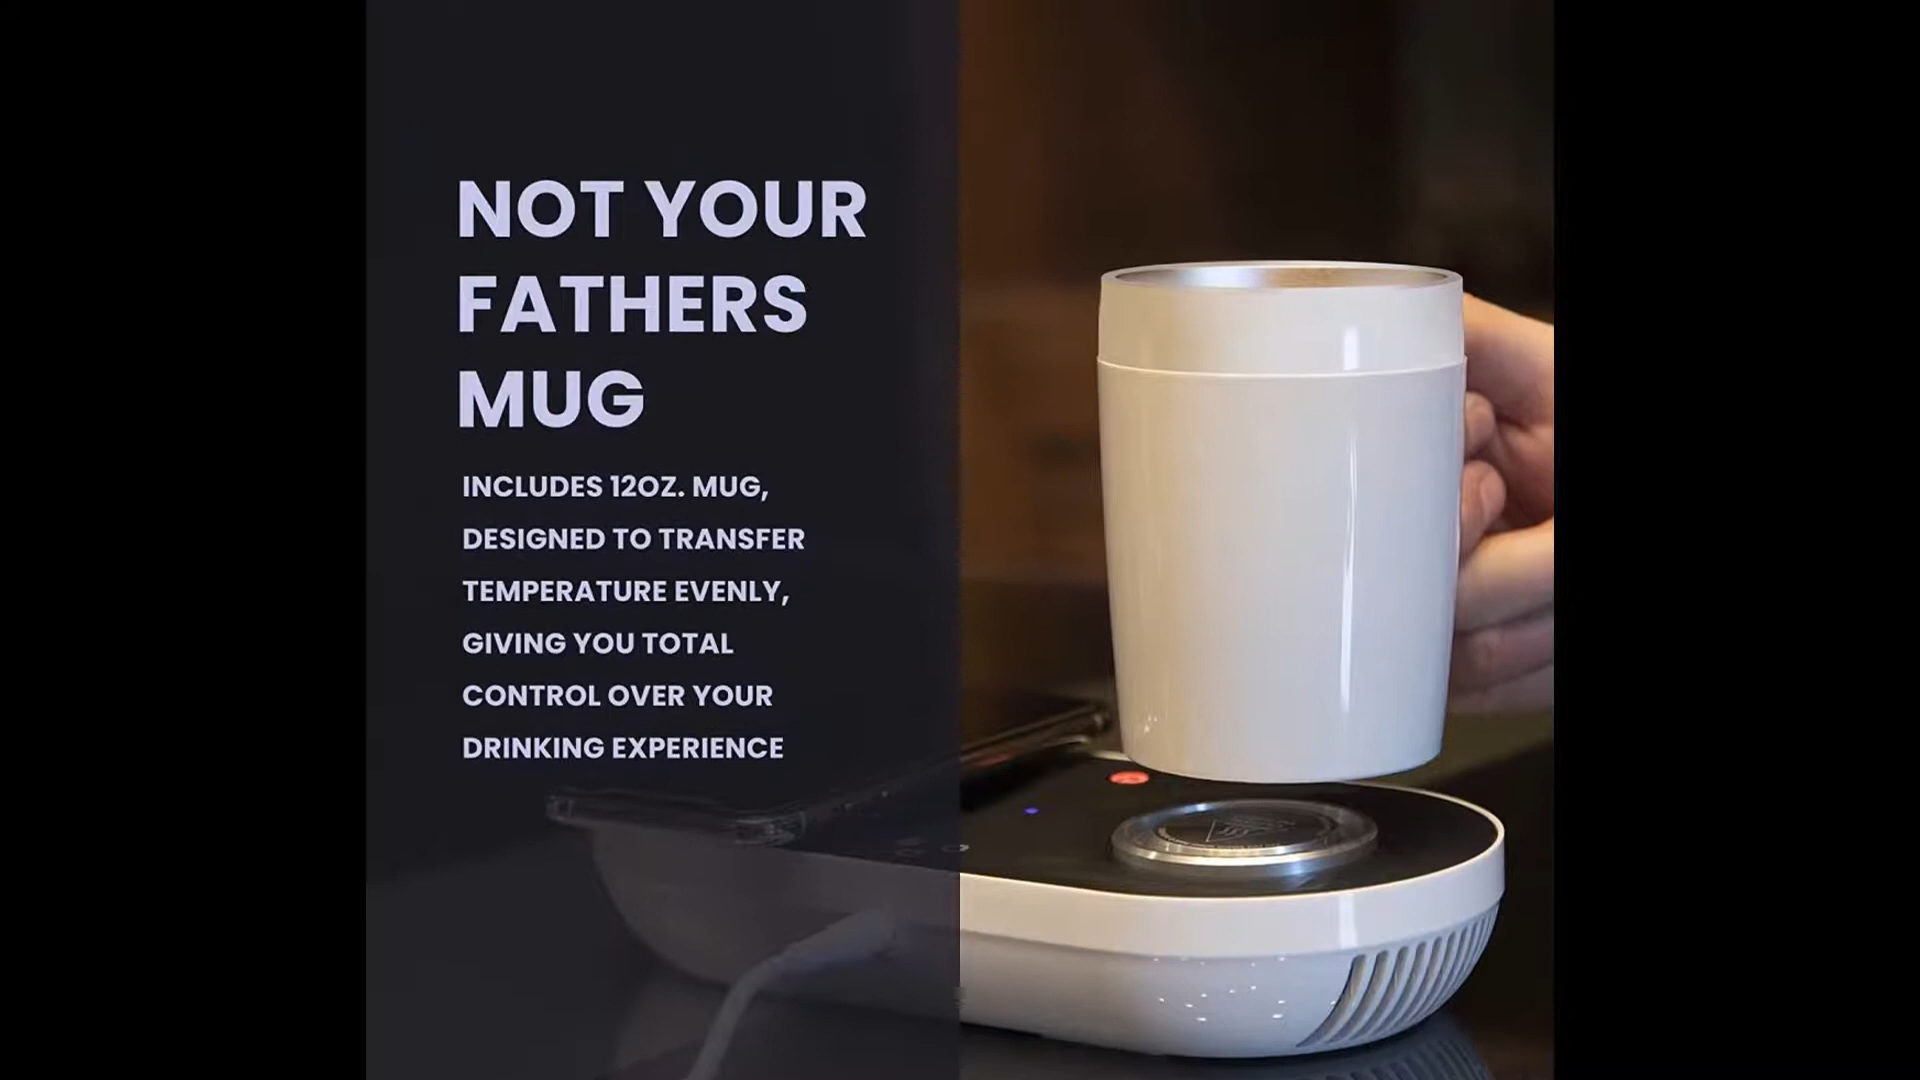 NOT YOUR
FATHERS
MUG
INCLUDES 12OZ. MUG,
DESIGNED TO TRANSFER
TEMPERATURE EVENLY,
GIVING YOU TOTAL
CONTROL OVER YOUR
DRINKING EXPERIENCE